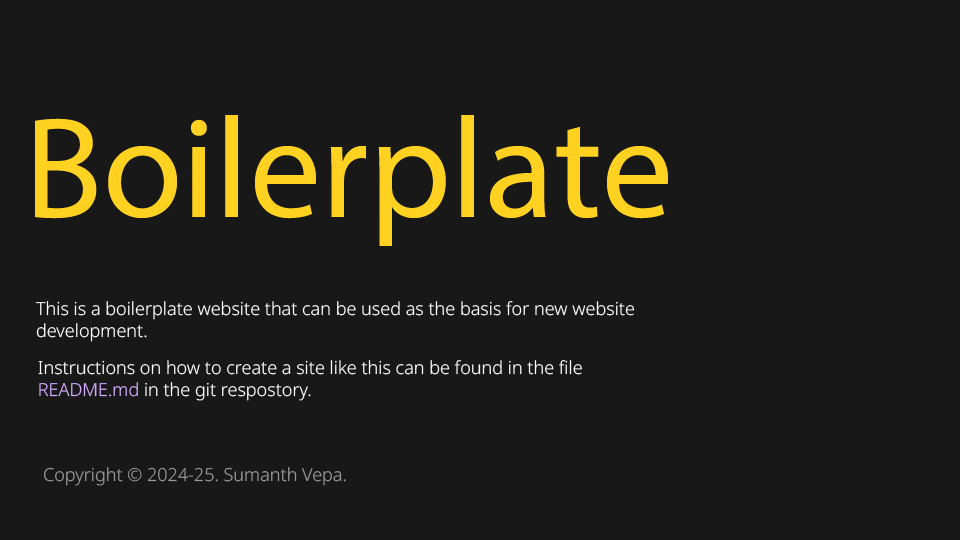 Boilerplate
This is a boilerplate website that can be used as the basis for new website
development.
Instructions on how to create a site like this can be found in the file
README.md in the git respostory.
Copyright © 2024-25. Sumanth Vepa.